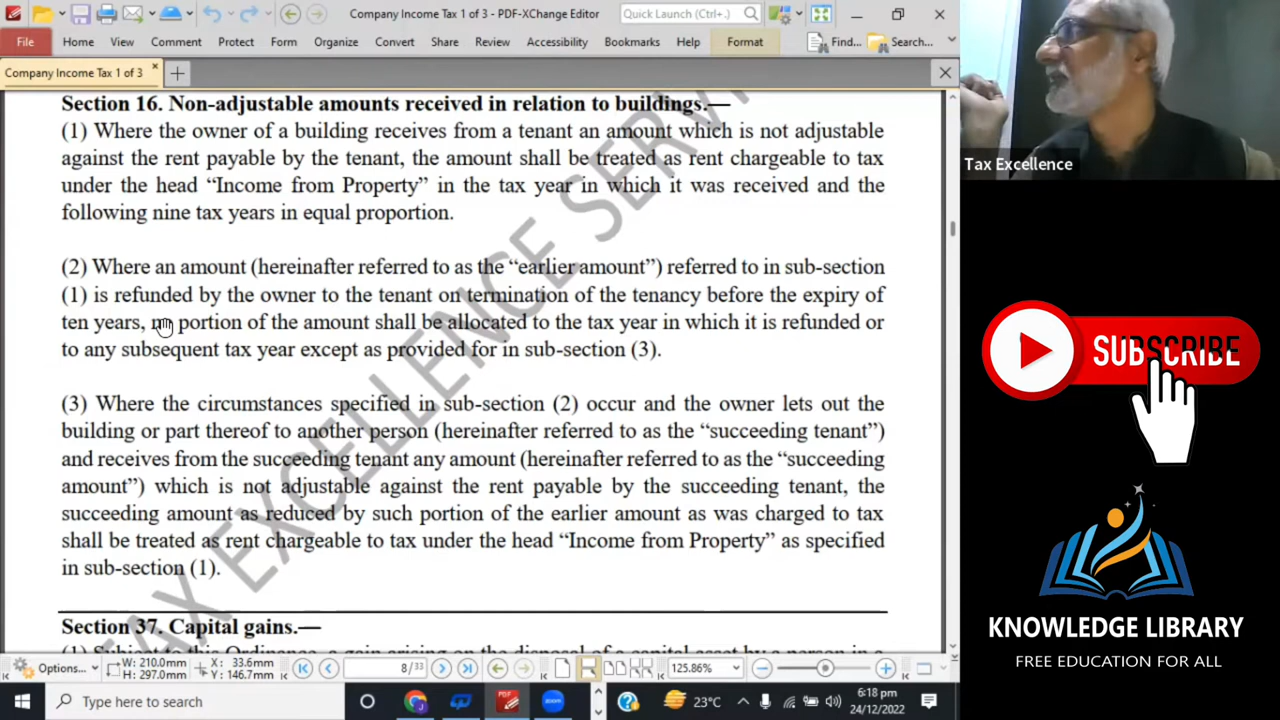 Company Income Tax 1 of 3 - PDF-XChange Editor
Quick Launch (Ctrl+.)
File Home View Comment Protect Form Organize Convert Share Review Accessibility Bookmarks Help Format Find... Search...
Company Income Tax 1 of 3
Section 16. Non-adjustable amounts received in relation to buildings.—
(1) Where the owner of a building receives from a tenant an amount which is not adjustable
against the rent payable by the tenant, the amount shall be treated as rent chargeable to tax
under the head “Income from Property” in the tax year in which it was received and the
following nine tax years in equal proportion.
(2) Where an amount (hereinafter referred to as the “earlier amount”) referred to in sub-section
(1) is refunded by the owner to the tenant on termination of the tenancy before the expiry of
ten years, no portion of the amount shall be allocated to the tax year in which it is refunded or
to any subsequent tax year except as provided for in sub-section (3).
(3) Where the circumstances specified in sub-section (2) occur and the owner lets out the
building or part thereof to another person (hereinafter referred to as the “succeeding tenant”)
and receives from the succeeding tenant any amount (hereinafter referred to as the “succeeding
amount”) which is not adjustable against the rent payable by the succeeding tenant, the
succeeding amount as reduced by such portion of the earlier amount as was charged to tax
shall be treated as rent chargeable to tax under the head “Income from Property” as specified
in sub-section (1).
Section 37. Capital gains.—
TAX EXCELLENCE SERV
Options...
W: 210.0mm
H: 297.0mm
X: 33.6mm
Y: 146.7mm
8 /33
125.86%
Type here to search
PDF
zoom
23°C
6:18 pm
24/12/2022
Tax Excellence
SUBSCRIBE
KNOWLEDGE LIBRARY
FREE EDUCATION FOR ALL